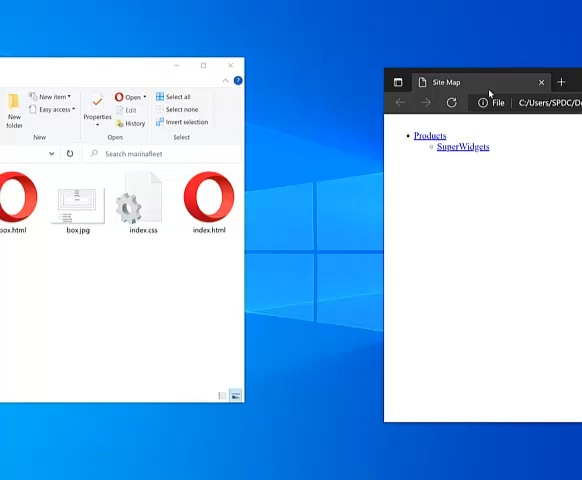 New item
Easy access
New
folder
New
Properties
Open
Edit
History
Open
Select all
Select none
Invert selection
Select
Search marinafleet
box.html
box.jpg
index.css
index.html
Site Map
File
C:/Users/SPDC/Do
Products
SuperWidgets